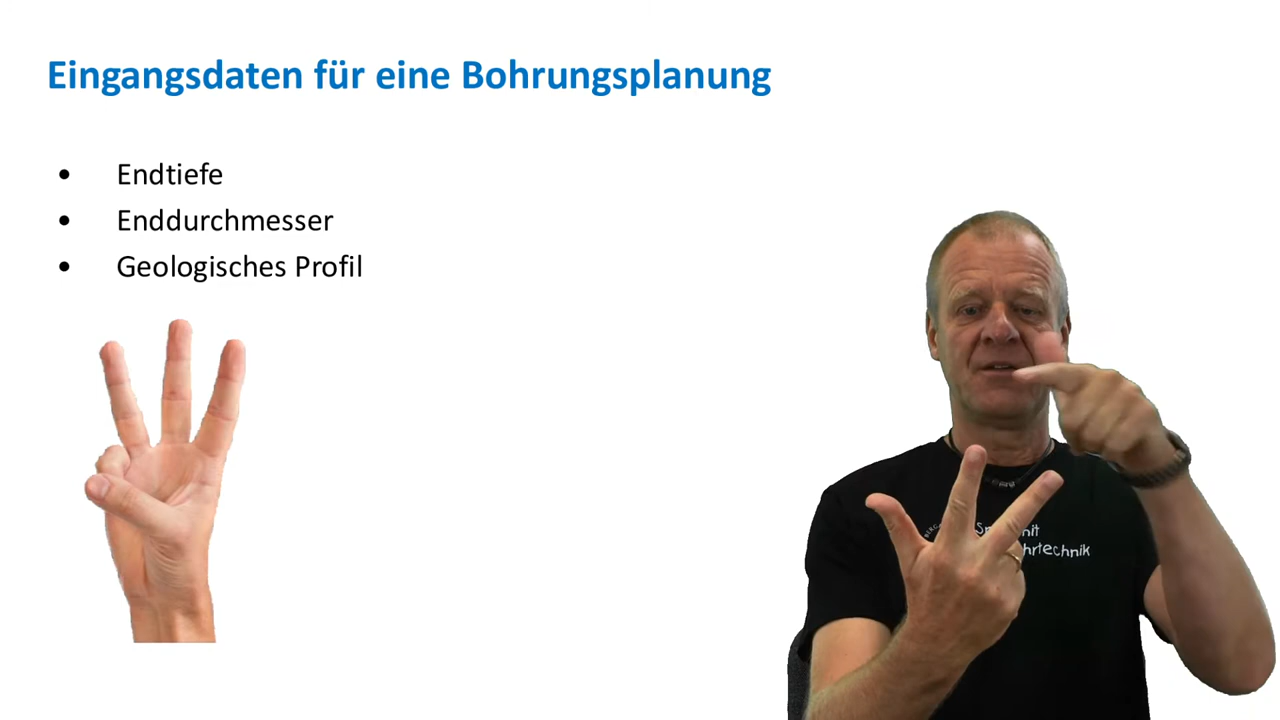 Eingangsdaten für eine Bohrungsplanung
• Endtiefe
• Enddurchmesser
• Geologisches Profil